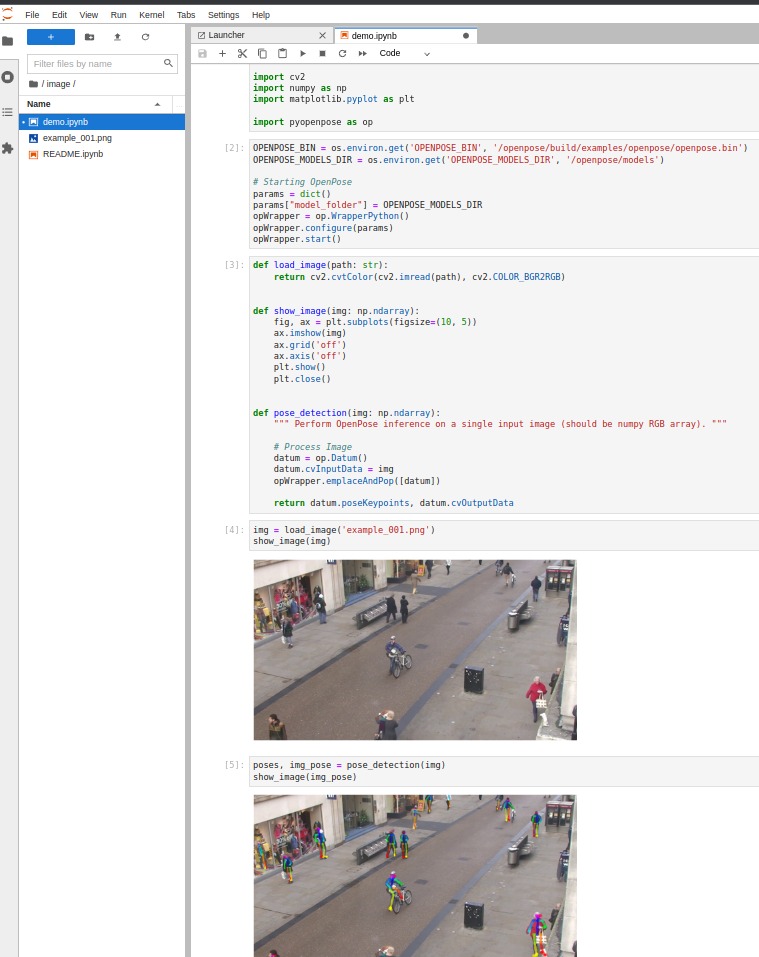 File Edit View Run Kernel Tabs Settings Help
Launcher
demo.ipynb
+
Code
Filter files by name
/ image /
Name
demo.ipynb
example_001.png
README.ipynb
import cv2
import numpy as np
import matplotlib.pyplot as plt
import pyopenpose as op
[2]:
OPENPOSE_BIN = os.environ.get('OPENPOSE_BIN', '/openpose/build/examples/openpose/openpose.bin')
OPENPOSE_MODELS_DIR = os.environ.get('OPENPOSE_MODELS_DIR', '/openpose/models')
# Starting OpenPose
params = dict()
params["model_folder"] = OPENPOSE_MODELS_DIR
opWrapper = op.WrapperPython()
opWrapper.configure(params)
opWrapper.start()
[3]:
def load_image(path: str):
return cv2.cvtColor(cv2.imread(path), cv2.COLOR_BGR2RGB)
def show_image(img: np.ndarray):
fig, ax = plt.subplots(figsize=(10, 5))
ax.imshow(img)
ax.grid('off')
ax.axis('off')
plt.show()
plt.close()
def pose_detection(img: np.ndarray):
""" Perform OpenPose inference on a single input image (should be numpy RGB array). """
# Process Image
datum = op.Datum()
datum.cvInputData = img
opWrapper.emplaceAndPop([datum])
return datum.poseKeypoints, datum.cvOutputData
[4]:
img = load_image('example_001.png')
show_image(img)
[5]:
poses, img_pose = pose_detection(img)
show_image(img_pose)